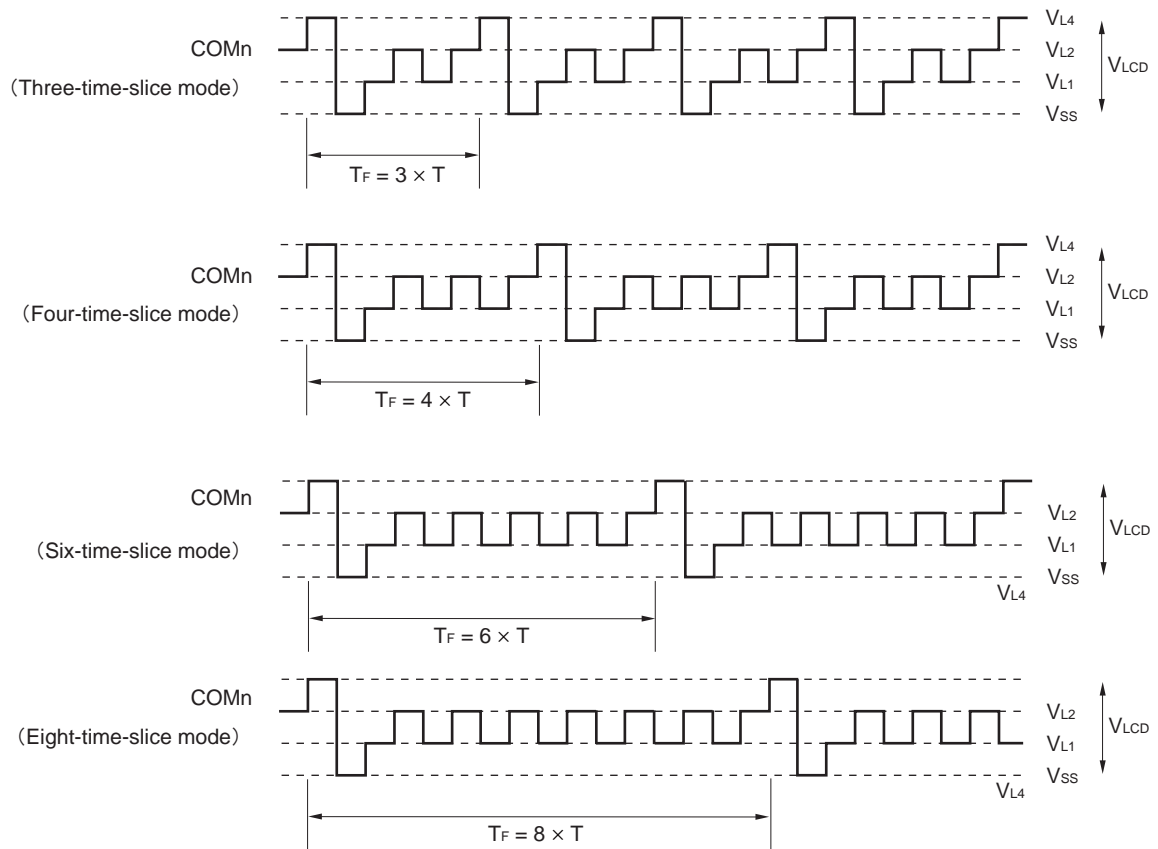 VL4
COMn
VL2
VLCD
(Three-time-slice mode)
VL1
VSS
TF = 3 × T
VL4
COMn
VL2
VLCD
(Four-time-slice mode)
VL1
VSS
TF = 4 × T
COMn
VL2
VLCD
(Six-time-slice mode)
VL1
VSS
VL4
TF = 6 × T
COMn
VL2
VLCD
(Eight-time-slice mode)
VL1
VSS
VL4
TF = 8 × T